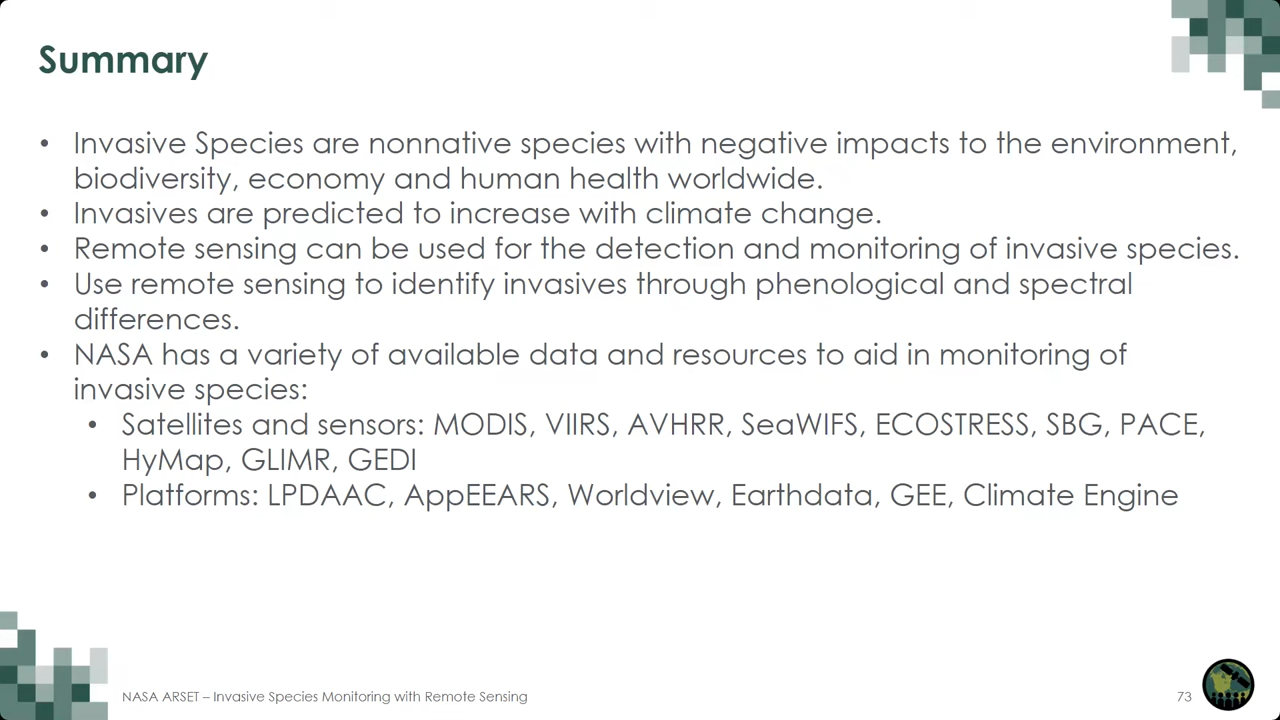 Summary
• Invasive Species are nonnative species with negative impacts to the environment,
biodiversity, economy and human health worldwide.
• Invasives are predicted to increase with climate change.
• Remote sensing can be used for the detection and monitoring of invasive species.
• Use remote sensing to identify invasives through phenological and spectral
differences.
• NASA has a variety of available data and resources to aid in monitoring of
invasive species:
• Satellites and sensors: MODIS, VIIRS, AVHRR, SeaWIFS, ECOSTRESS, SBG, PACE,
HyMap, GLIMR, GEDI
• Platforms: LPDAAC, AppEEARS, Worldview, Earthdata, GEE, Climate Engine
NASA ARSET – Invasive Species Monitoring with Remote Sensing
73